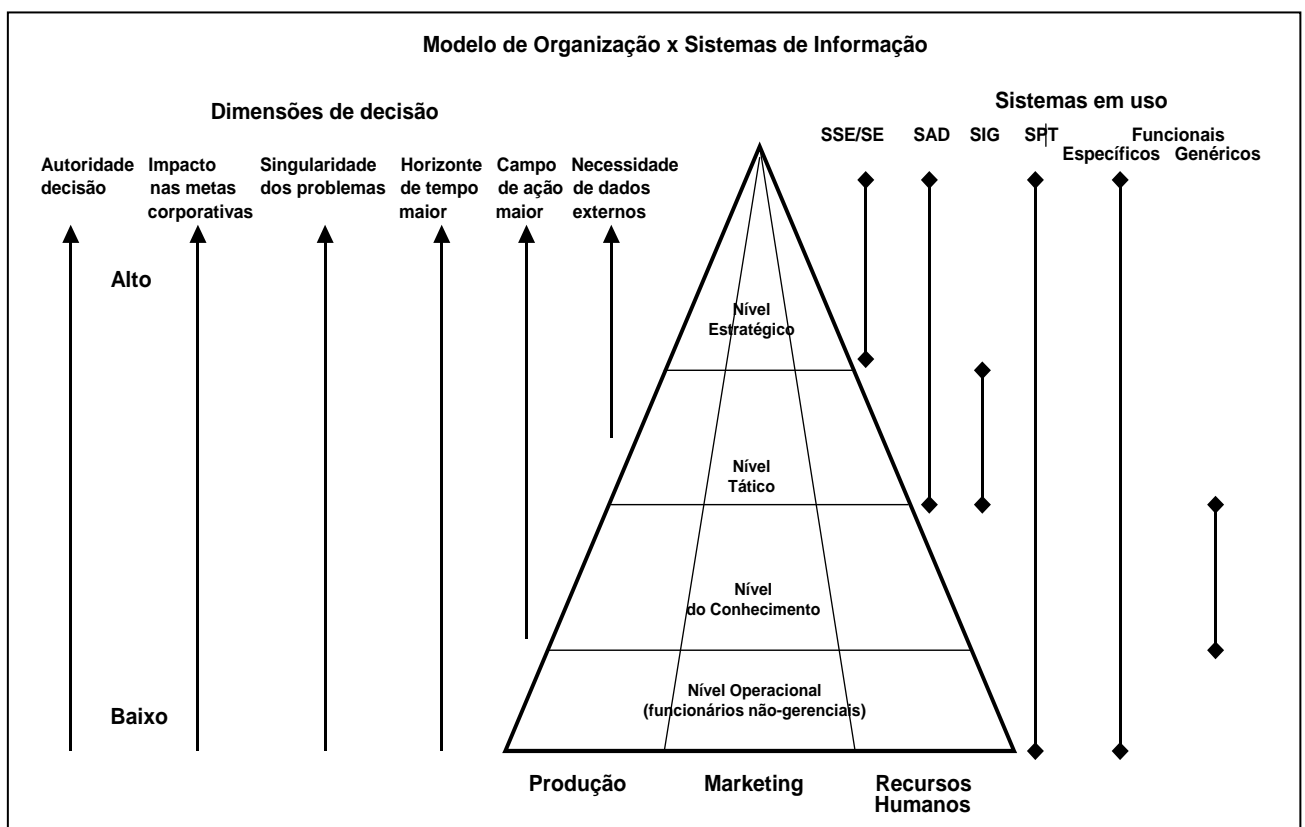 Modelo de Organização x Sistemas de Informação
Dimensões de decisão
Sistemas em uso
SSE/SE
SAD
SIG
SPT
Funcionais
Específicos
Genéricos
Autoridade
decisão
Impacto
nas metas
corporativas
Singularidade
dos problemas
Horizonte
de tempo
maior
Campo
de ação
maior
Necessidade
de dados
externos
Alto
Nível
Estratégico
Nível
Tático
Nível
do Conhecimento
Nível Operacional
(funcionários não-gerenciais)
Baixo
Produção
Marketing
Recursos
Humanos